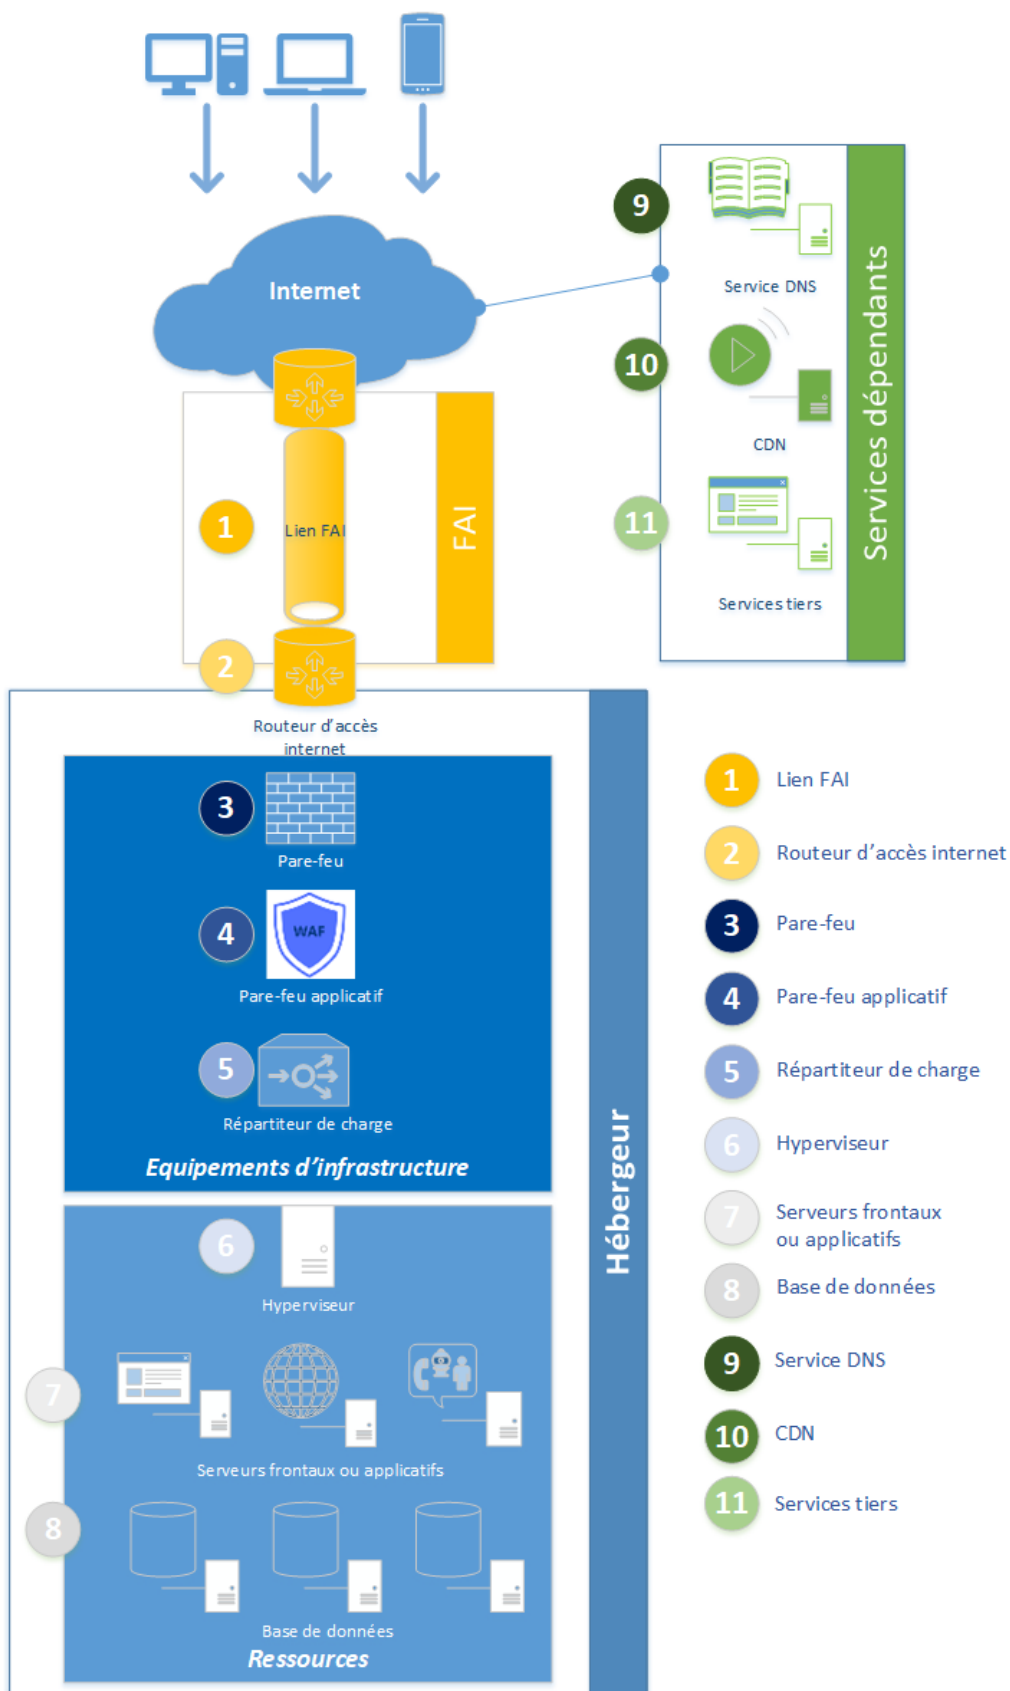 Internet
9
Service DNS
10
CDN
11
Services tiers
Services dépendants
1
Lien FAI
FAI
2
Routeur d'accès
internet
3
Pare-feu
4
WAF
Pare-feu applicatif
5
Répartiteur de charge
Equipements d'infrastructure
6
Hyperviseur
7
Serveurs frontaux ou applicatifs
8
Base de données
Ressources
Hébergeur
1 Lien FAI
2 Routeur d'accès internet
3 Pare-feu
4 Pare-feu applicatif
5 Répartiteur de charge
6 Hyperviseur
7 Serveurs frontaux
ou applicatifs
8 Base de données
9 Service DNS
10 CDN
11 Services tiers